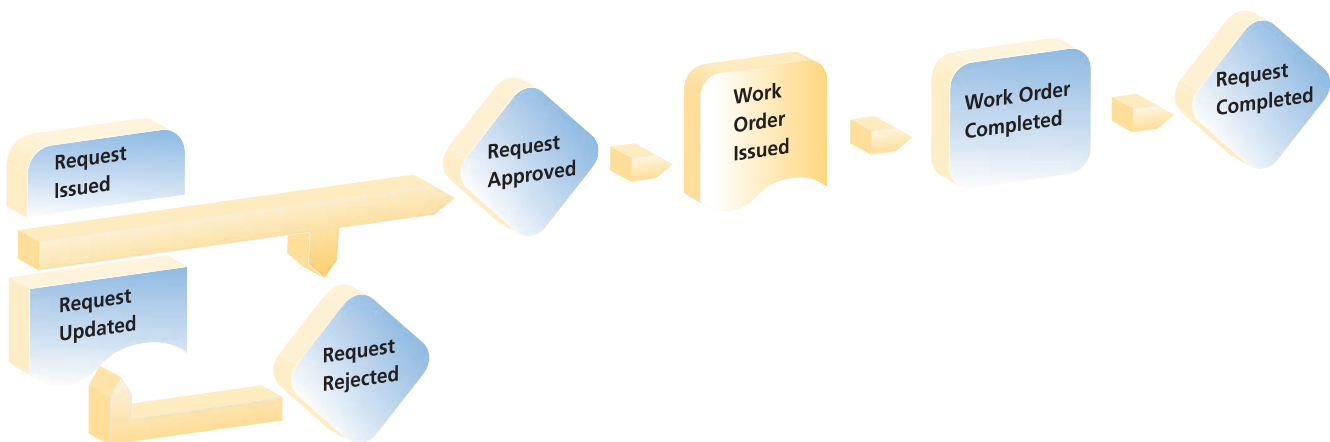 Request
Issued
Request
Updated
Request
Rejected
Request
Approved
Work
Order
Issued
Work Order
Completed
Request
Completed